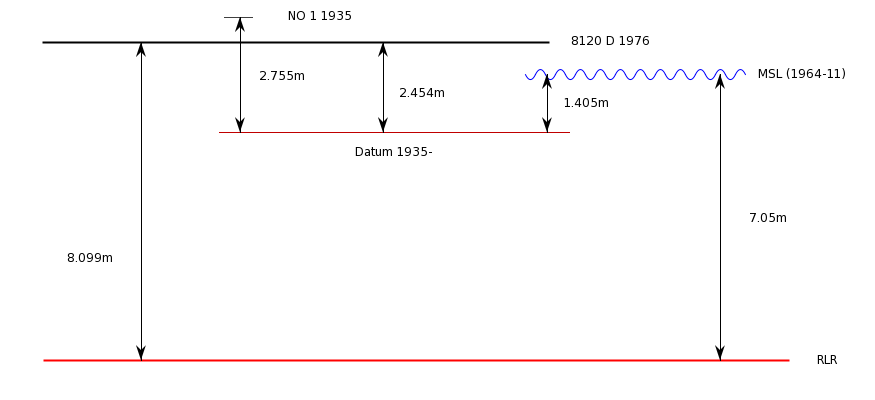 NO 1 1935
8120 D 1976
MSL (1964-11)
2.755m
2.454m
1.405m
Datum 1935-
7.05m
8.099m
RLR